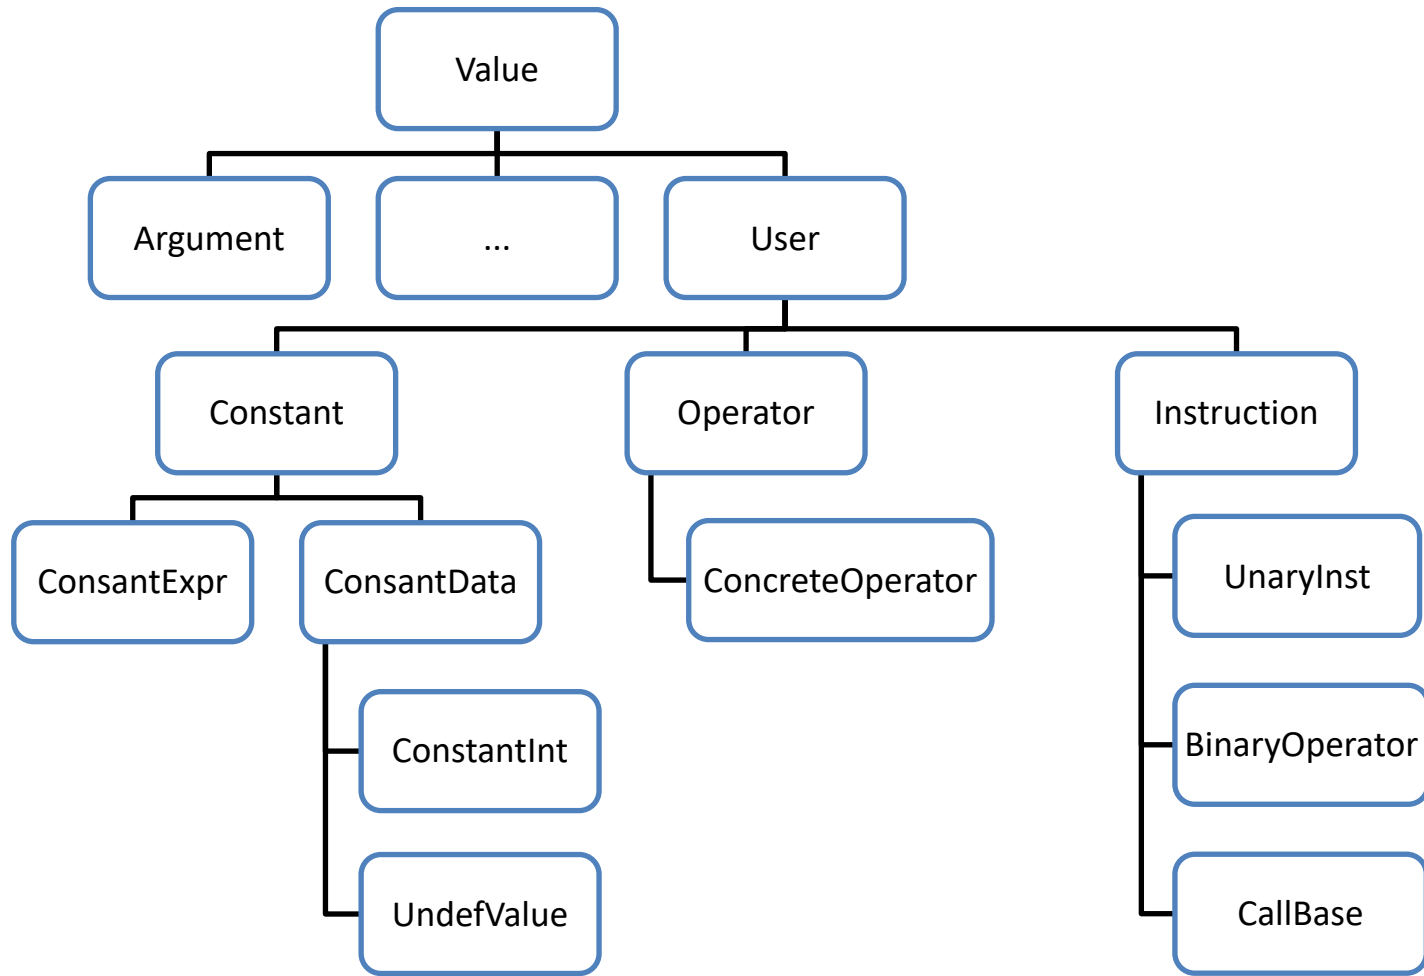 Value
Argument
...
User
Constant
Operator
Instruction
ConsantExpr
ConsantData
ConcreteOperator
UnaryInst
ConstantInt
BinaryOperator
UndefValue
CallBase